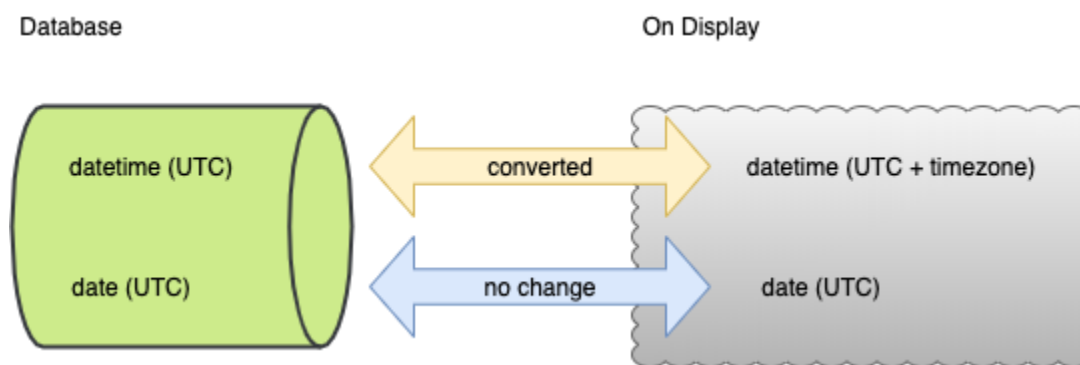 Database
On Display
datetime (UTC)
converted
datetime (UTC + timezone)
date (UTC)
no change
date (UTC)